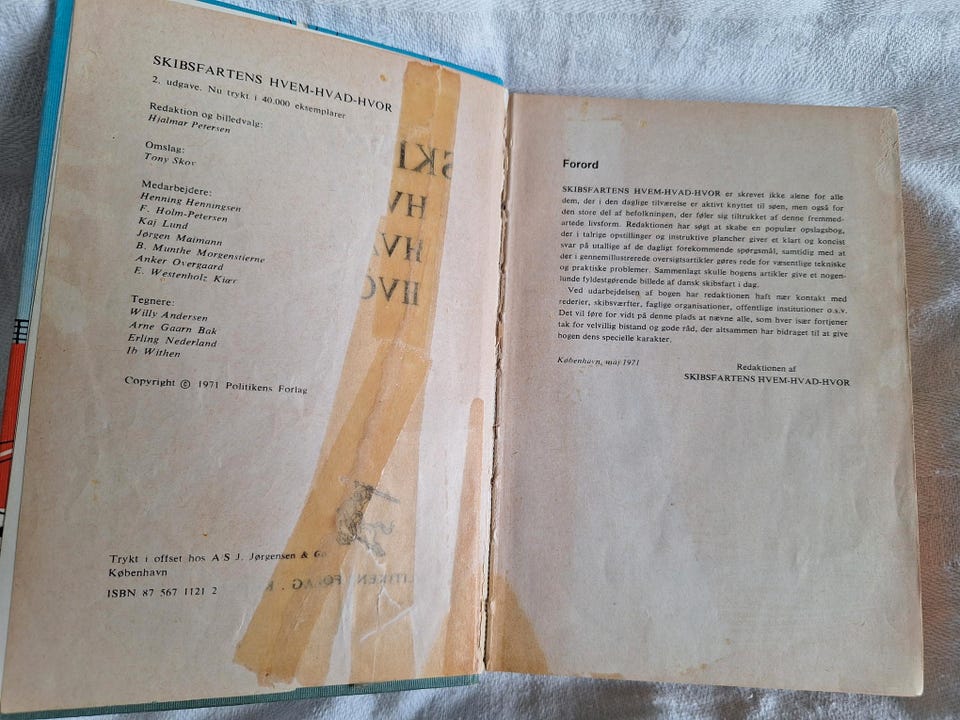 SKIBSFARTENS HVEM-HVAD-HVOR
2. udgave. Nu trykt i 40.000 eksemplarer
Redaktion og billedvalg:
Hjalmar Petersen
Omslag:
Tony Skov
Medarbejdere:
Henning Henningsen
F. Holm-Petersen
Kaj Lund
Jørgen Maimann
B. Munthe Morgenstierne
Anker Overgaard
E. Westenholz Kiær
Tegnere:
Willy Andersen
Arne Gaarn Bak
Erling Nederland
Ib Withen
Copyright © 1971 Politikens Forlag
Trykt i offset hos A/S J. Jørgensen & Co
København
ISBN 87 567 1121 2
Forord
SKIBSFARTENS HVEM-HVAD-HVOR er skrevet ikke alene for alle
dem, der i den daglige tilværelse er aktivt knyttet til søen, men også for
den store del af befolkningen, der føler sig tiltrukket af denne fremmed-
artede livsform. Redaktionen har søgt at skabe en populær opslagsbog,
der i talrige opstillinger og instruktive plancher giver et klart og koncist
svar på utallige af de dagligt forekommende spørgsmål, samtidig med at
der i gennemillustrerede oversigtsartikler gøres rede for væsentlige tekniske
og praktiske problemer. Sammenlagt skulle bogens artikler give et nogen-
lunde fyldestgørende billede af dansk skibsfart i dag.
Ved udarbejdelsen af bogen har redaktionen haft nær kontakt med
rederier, skibsværfter, faglige organisationer, offentlige institutioner o.s.v.
Det vil føre for vidt på denne plads at nævne alle, som hver især fortjener
tak for velvillig bistand og gode råd, der altsammen har bidraget til at give
bogen dens specielle karakter.
København, maj 1971
Redaktionen af
SKIBSFARTENS HVEM-HVAD-HVOR